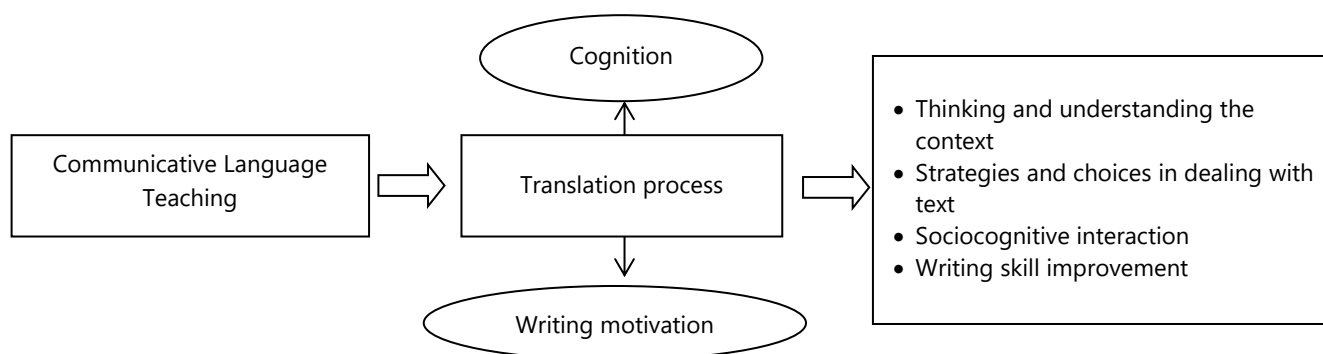 Cognition
Communicative Language
Teaching
Translation process
Writing motivation
• Thinking and understanding the
context
• Strategies and choices in dealing with
text
• Sociocognitive interaction
• Writing skill improvement